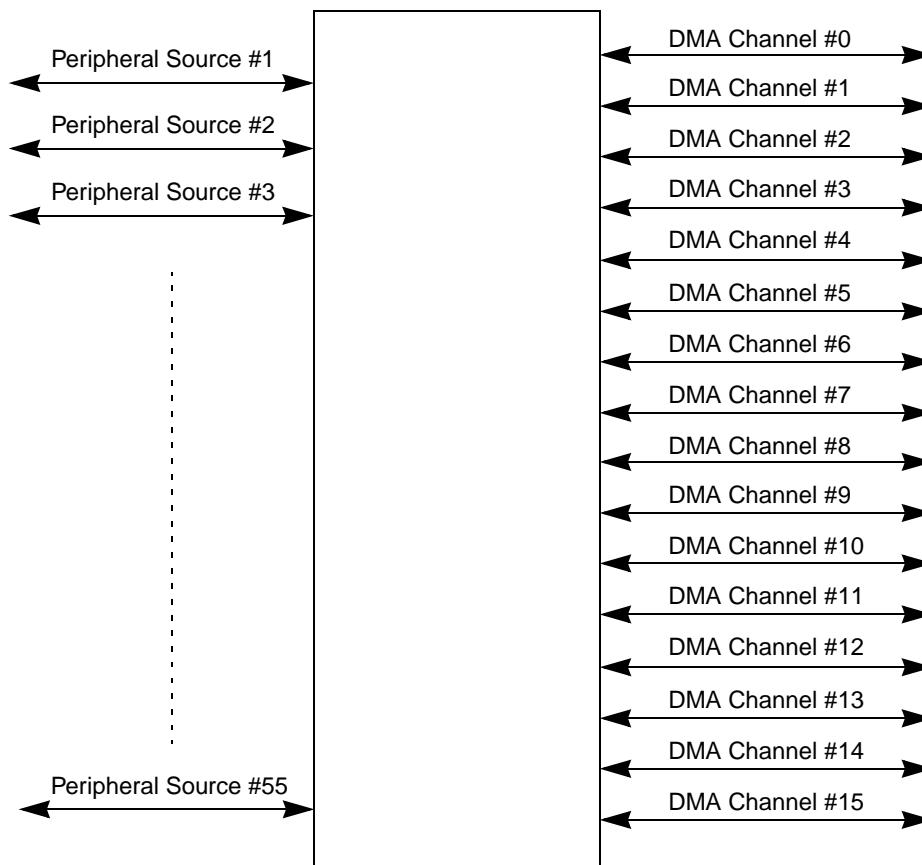 Peripheral Source #1
Peripheral Source #2
Peripheral Source #3
Peripheral Source #55
DMA Channel #0
DMA Channel #1
DMA Channel #2
DMA Channel #3
DMA Channel #4
DMA Channel #5
DMA Channel #6
DMA Channel #7
DMA Channel #8
DMA Channel #9
DMA Channel #10
DMA Channel #11
DMA Channel #12
DMA Channel #13
DMA Channel #14
DMA Channel #15